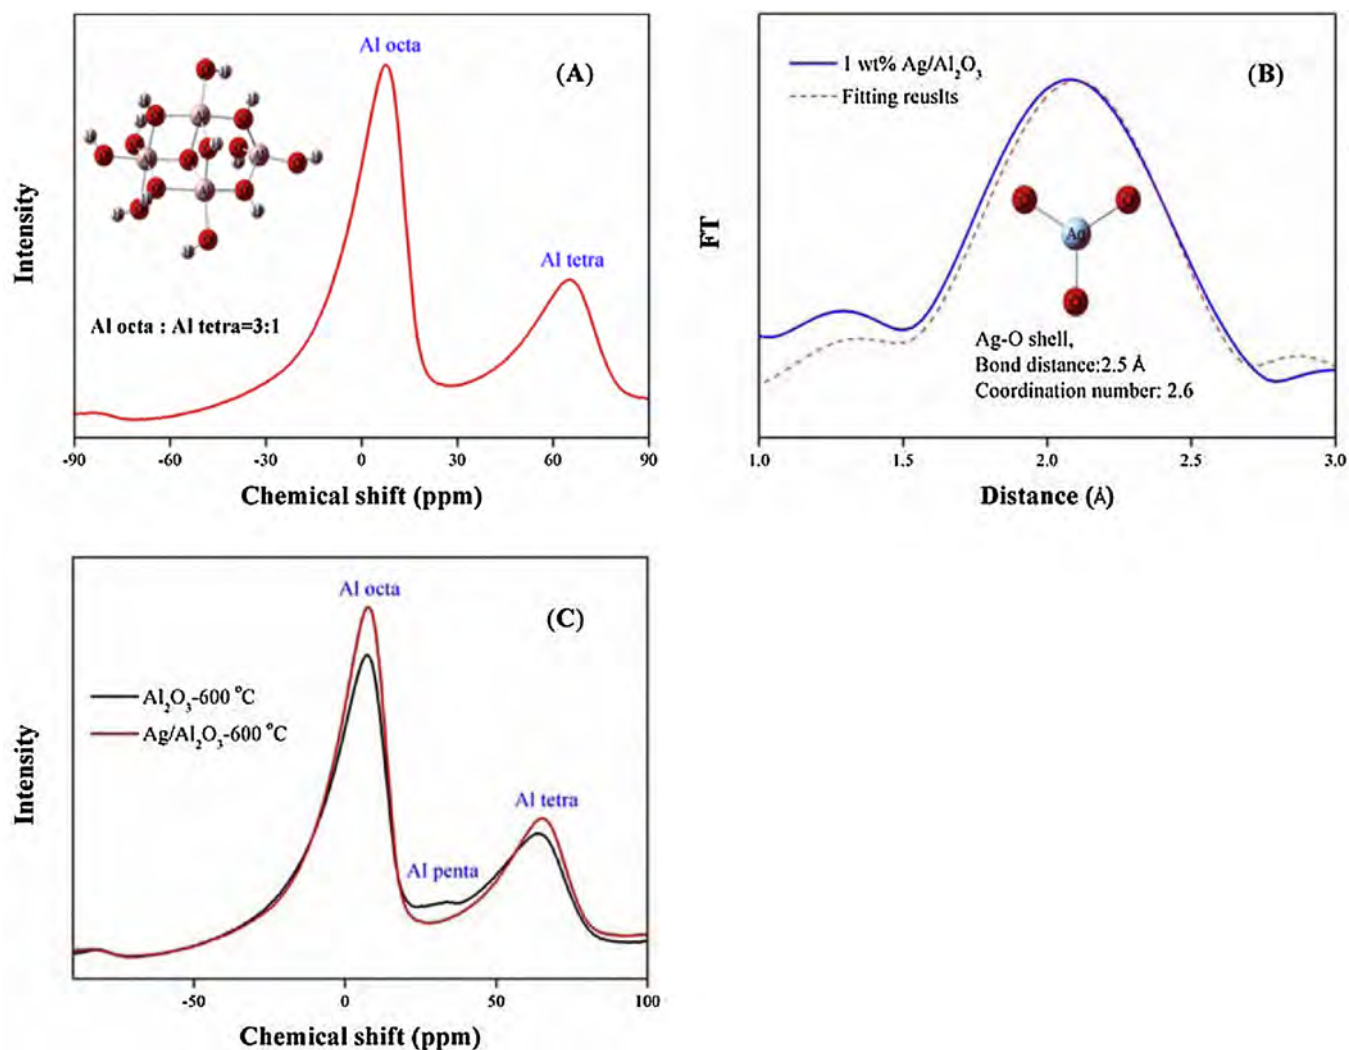 Al octa
(A)
Al tetra
Al octa : Al tetra=3:1
Intensity
-90
-60
-30
0
30
60
90
Chemical shift (ppm)
1 wt% Ag/Al₂O₃
(B)
Fitting reuslts
Ag
Ag-O shell,
Bond distance:2.5 Å
Coordination number: 2.6
FT
1.0
1.5
2.0
2.5
3.0
Distance (Å)
Al octa
(C)
Al₂O₃-600 °C
Ag/Al₂O₃-600 °C
Al tetra
Al penta
Intensity
-50
0
50
100
Chemical shift (ppm)